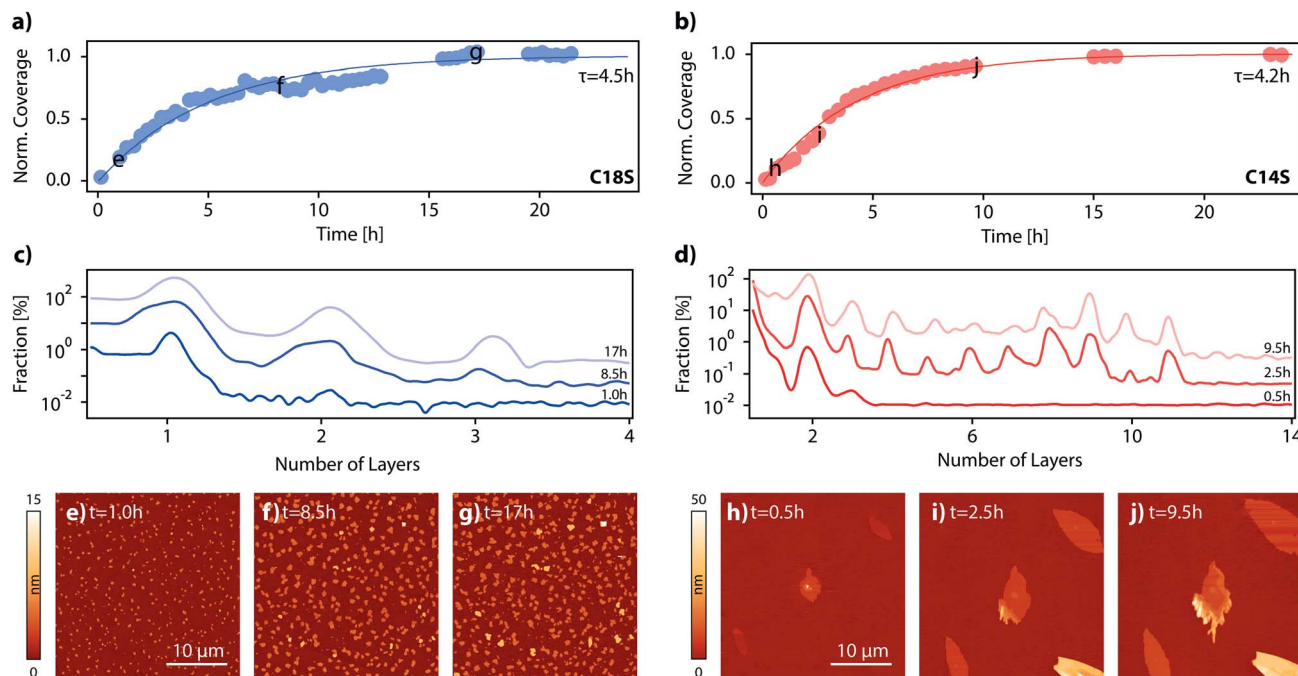 a)
Norm. Coverage
1.0
0.5
0.0
e
f
g
τ=4.5h
C18S
0 5 10 15 20
Time [h]
b)
Norm. Coverage
1.0
0.5
0.0
h
i
j
τ=4.2h
C14S
0 5 10 15 20
Time [h]
c)
Fraction [%]
10²
10⁰
10⁻²
17h
8.5h
1.0h
1 2 3 4
Number of Layers
d)
Fraction [%]
10²
10¹
10⁰
10⁻¹
10⁻²
9.5h
2.5h
0.5h
2 6 10 14
Number of Layers
15
nm
0
e) t=1.0h
10 µm
f) t=8.5h
g) t=17h
50
nm
0
h) t=0.5h
10 µm
i) t=2.5h
j) t=9.5h